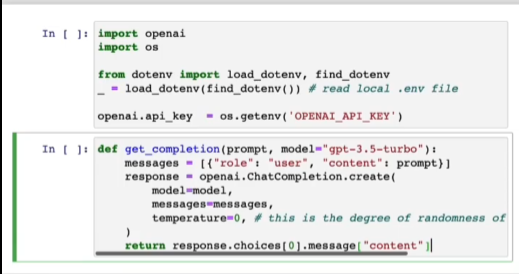 In [ ]: import openai
import os
from dotenv import load_dotenv, find_dotenv
_ = load_dotenv(find_dotenv()) # read local .env file
openai.api_key  = os.getenv('OPENAI_API_KEY')
In [ ]: def get_completion(prompt, model="gpt-3.5-turbo"):
messages = [{"role": "user", "content": prompt}]
response = openai.ChatCompletion.create(
model=model,
messages=messages,
temperature=0, # this is the degree of randomness of
)
return response.choices[0].message["content"]